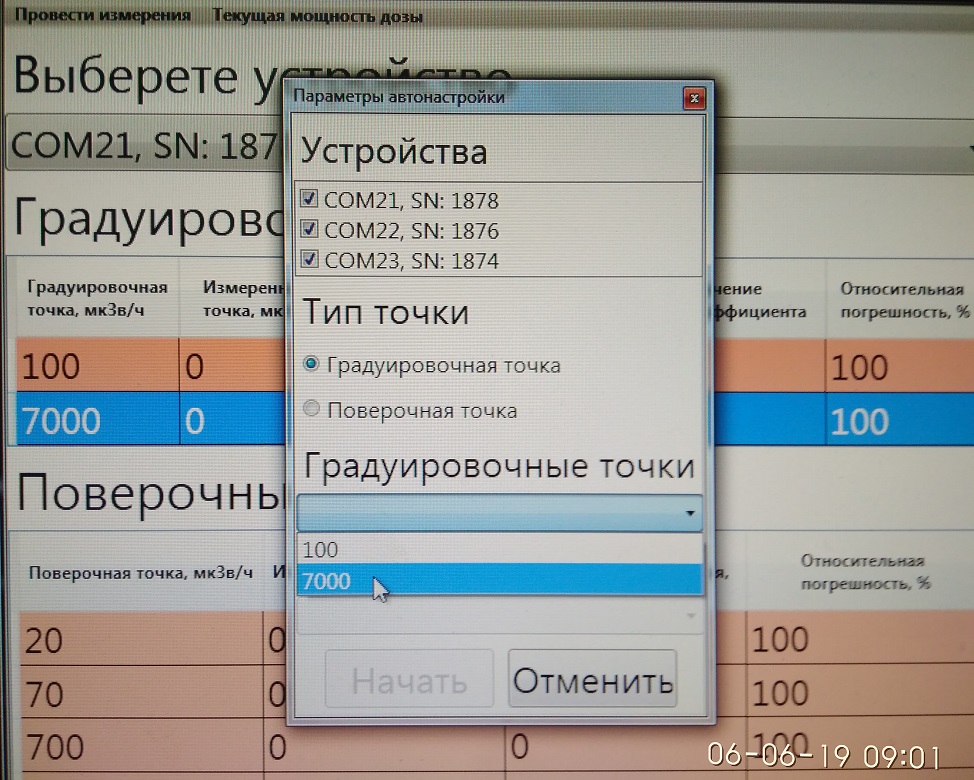 Провести измерения Текущая мощность дозы
Выберете устройство
COM21, SN: 187
Параметры автонастройки
Устройства
COM21, SN: 1878
COM22, SN: 1876
COM23, SN: 1874
Тип точки
Градуировочная точка
Поверочная точка
Градуировочные точки
100
7000
Начать Отменить
Градуирово
Градуировочная точка, мкЗв/ч
Измерен
точка, мк
чение
ффициента
Относительная
погрешность, %
100 0 100
7000 0 100
Поверочны
Поверочная точка, мкЗв/ч И я,
Относительная
погрешность, %
20 0 100
70 0 100
700 0 0 100
06-06-19 09:01